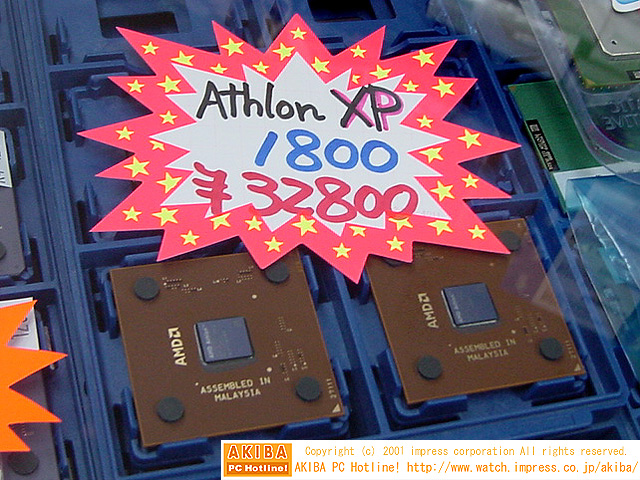 Athlon XP
1800
¥32800
AMD
ASSEMBLED IN
MALAYSIA
27111
AMD
ASSEMBLED IN
MALAYSIA
AKIBA
PC Hotline!
Copyright (c) 2001 impress corporation All rights reserved.
AKIBA PC Hotline! http://www.watch.impress.co.jp/akiba/